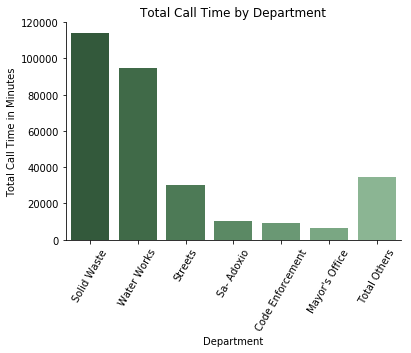 Total Call Time by Department
Total Call Time in Minutes
120000
100000
80000
60000
40000
20000
0
Solid Waste
Water Works
Streets
Sa- Adoxio
Code Enforcement
Mayor's Office
Total Others
Department